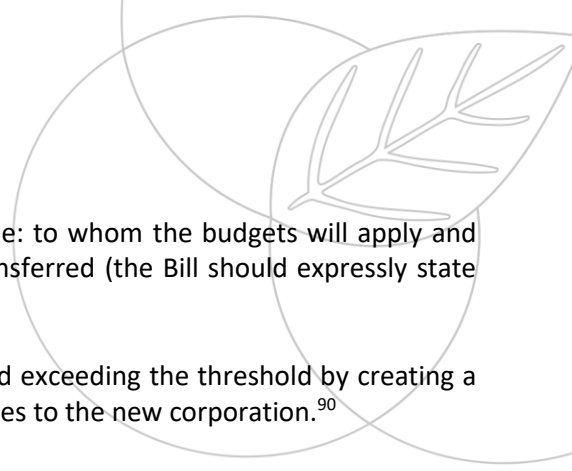 e: to whom the budgets will apply and
nsferred (the Bill should expressly state
d exceeding the threshold by creating a
es to the new corporation.90